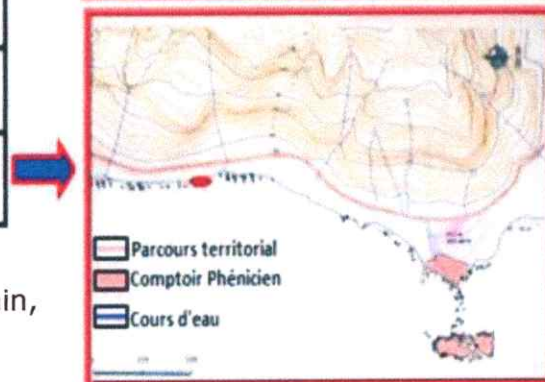 Parcours territorial
Comptoir Phénicien
Cours d'eau
in,